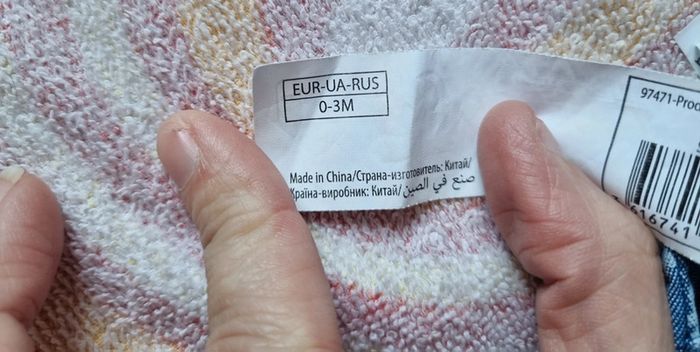 EUR-UA-RUS
0-3M
Made in China/Страна-изготовитель: Китай/
Країна-виробник: Китай/ صنع في الصين
97471-Prod
616741